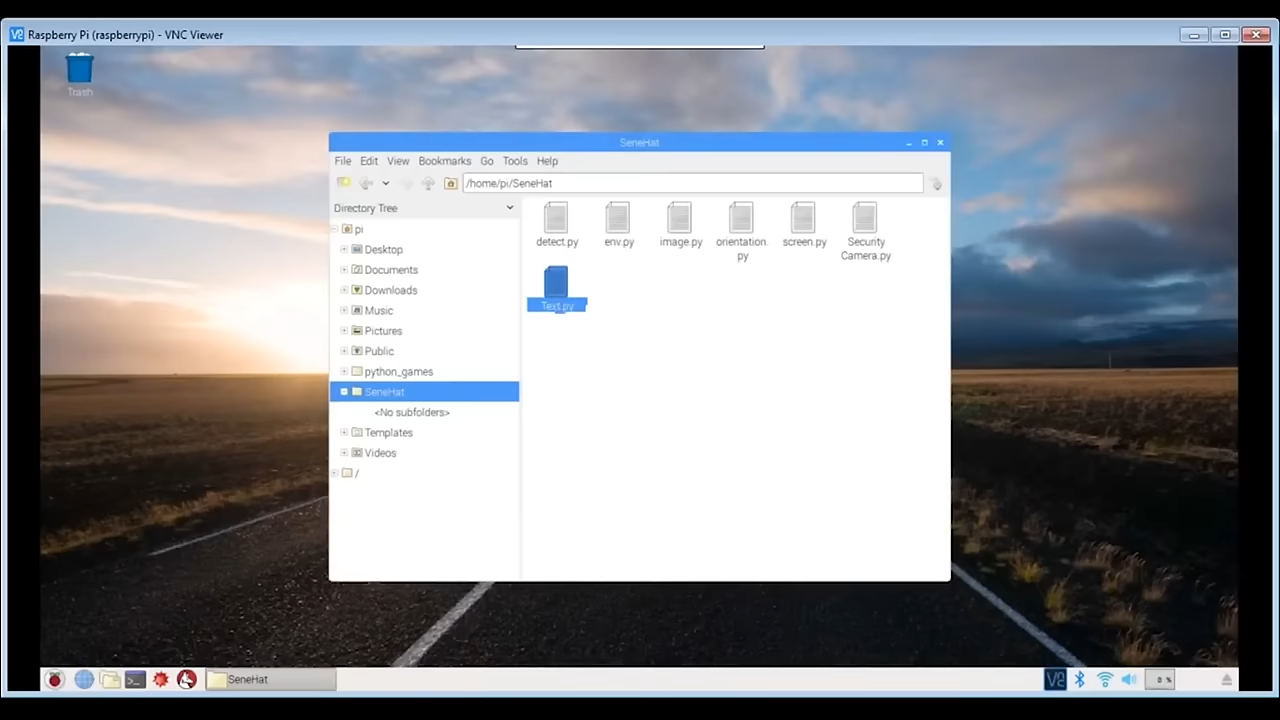 Raspberry Pi (raspberrypi) - VNC Viewer
Trash
SeneHat
File Edit View Bookmarks Go Tools Help
/home/pi/SeneHat
Directory Tree
pi
Desktop
Documents
Downloads
Music
Pictures
Public
python_games
SeneHat
<No subfolders>
Templates
Videos
/
detect.py
env.py
image.py
orientation.
py
screen.py
Security
Camera.py
Text.py
SeneHat
0 %